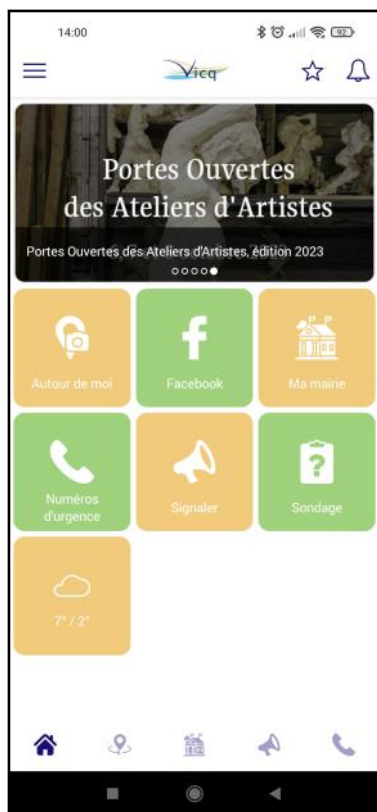 14:00
92
Vicq
Portes Ouvertes
des Ateliers d'Artistes
Portes Ouvertes des Ateliers d'Artistes, édition 2023
Autour de moi
Facebook
Ma mairie
Numéros
d'urgence
Signaler
Sondage
7° / 2°